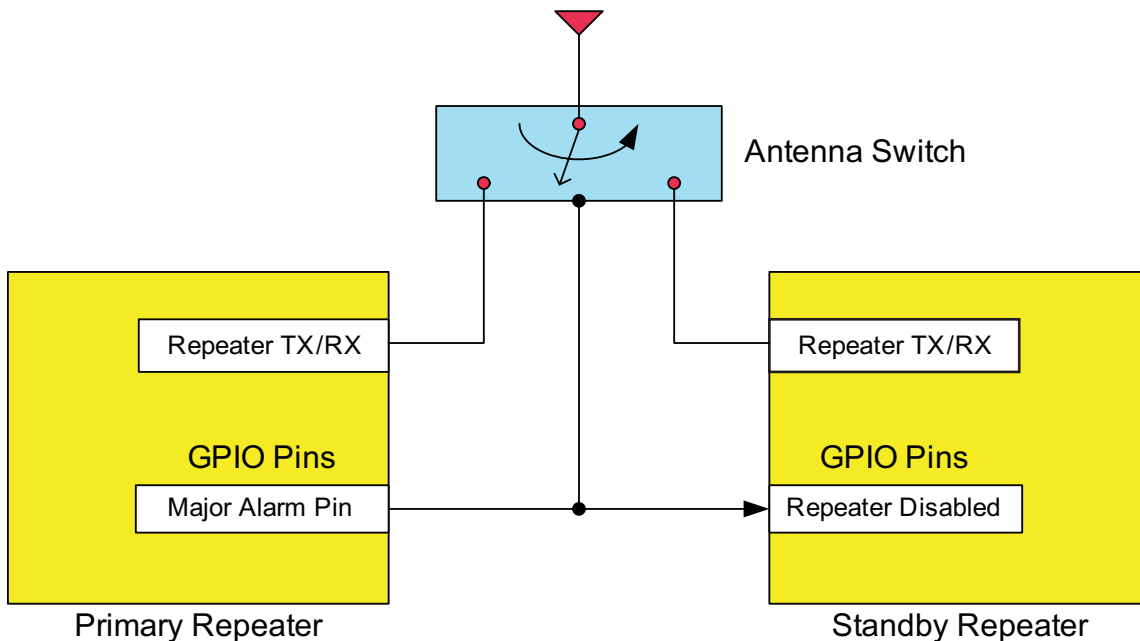 Antenna Switch
Repeater TX/RX
Repeater TX/RX
GPIO Pins
GPIO Pins
Major Alarm Pin
Repeater Disabled
Primary Repeater
Standby Repeater